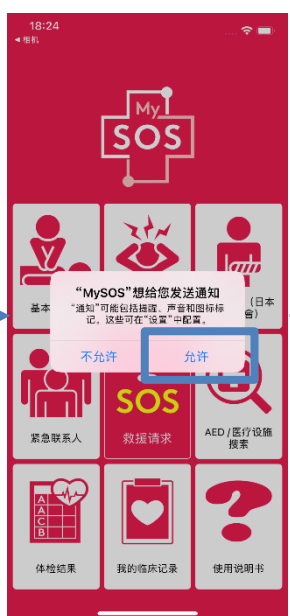 18:24
◀ 相机
My
SOS
“MySOS”想给您发送
通知
“通知”可能包括提醒、声音和图标标
记。这些可在“设置”中配
置。
不允许
允许
基本
（日本
会）
SOS
紧急联系人
救援请求
AED /医疗设施
搜索
A
A
C
B
体检结果
我的临床记录
使用说明书